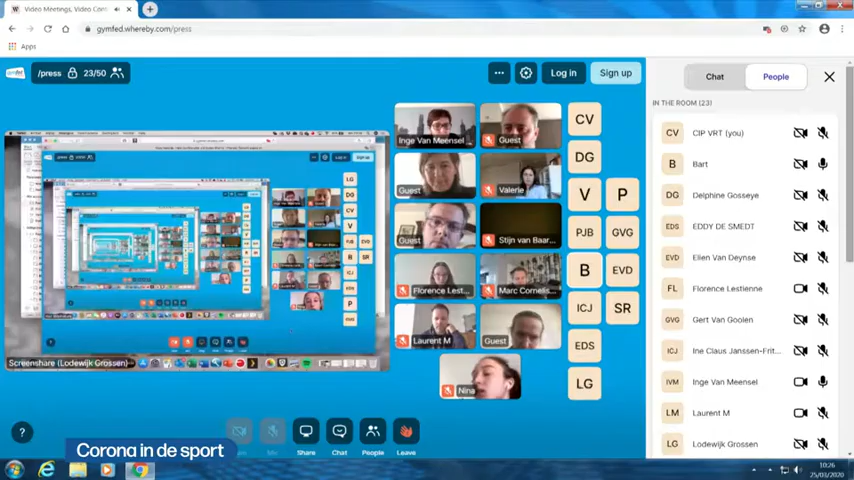 Video Meetings, Video Conf
gymfed.whereby.com/press
Apps
gymfed
/press
23/50
Log in
Sign up
Chat
People
IN THE ROOM (23)
CV
CIP VRT (you)
B
Bart
DG
Delphine Gosseye
EDS
EDDY DE SMEDT
EVD
Ellen Van Deynse
FL
Florence Lestienne
GVG
Gert Van Goolen
ICJ
Ine Claus Janssen-Frit...
IVM
Inge Van Meensel
LM
Laurent M
LG
Lodewijk Grossen
Inge Van Meensel
Guest
Guest
Valerie
Guest
Stijn van Baar...
Florence Lest...
Marc Cornelis...
Laurent M
Guest
Nina
CV
DG
V
P
PJB
GVG
B
EVD
ICJ
SR
EDS
LG
Screenshare (Lodewijk Grossen)
?
Share
Chat
People
Leave
Corona in de sport
10:26
25/03/2020